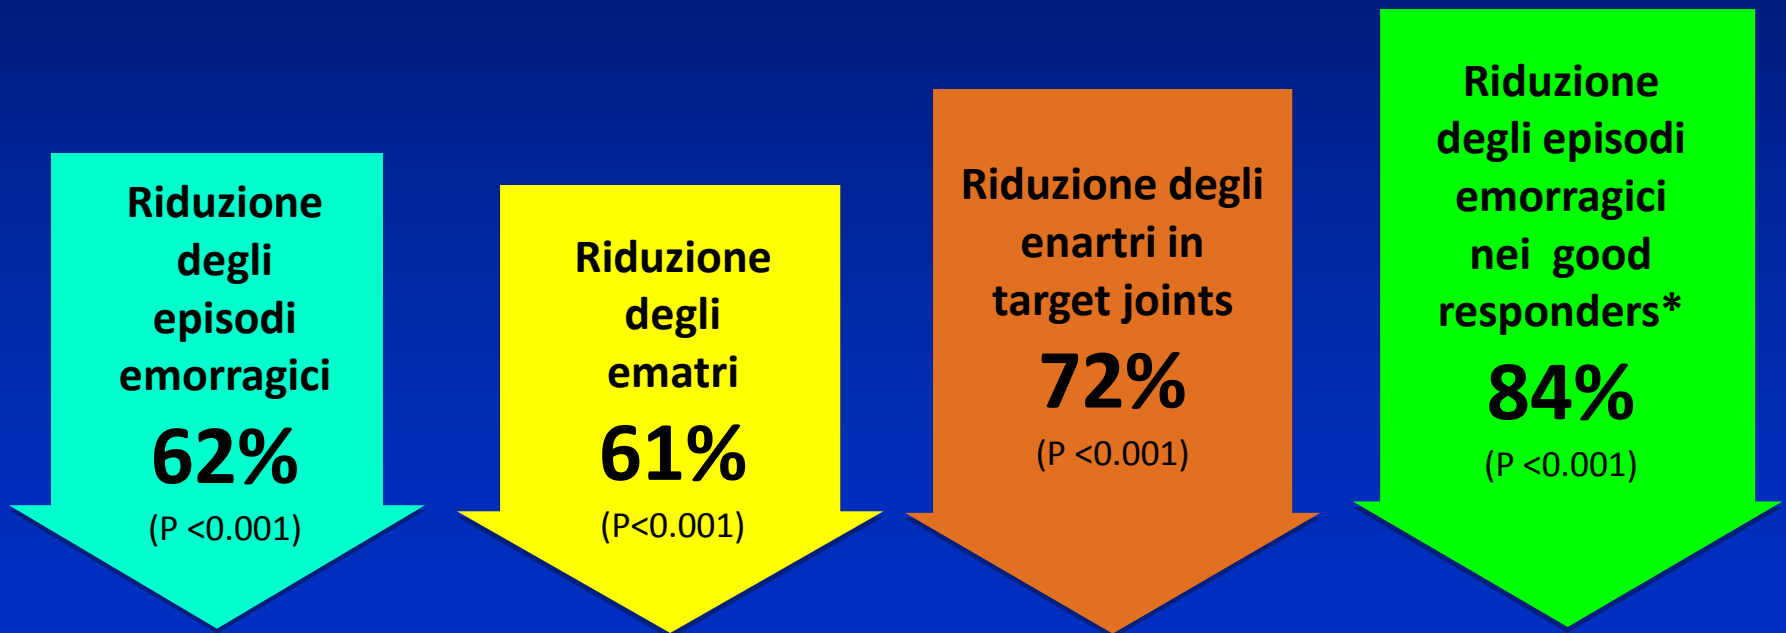 Riduzione
degli
episodi
emorragici
62%
(P <0.001)
Riduzione
degli
ematri
61%
(P<0.001)
Riduzione degli
enartri in
target joints
72%
(P <0.001)
Riduzione
degli episodi
emorragici
nei good
responders*
84%
(P <0.001)